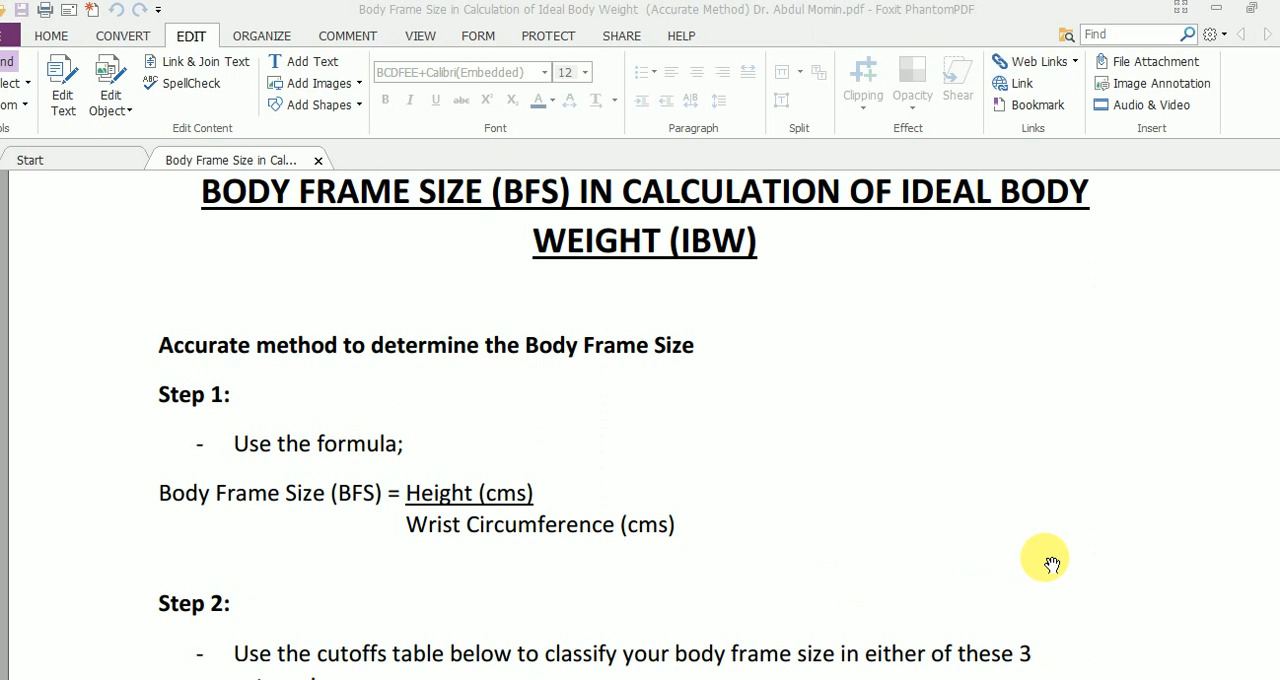 Body Frame Size in Calculation of Ideal Body Weight (Accurate Method) Dr. Abdul Momin.pdf - Foxit PhantomPDF
HOME CONVERT EDIT ORGANIZE COMMENT VIEW FORM PROTECT SHARE HELP Find
Link & Join Text Add Text BCDFEE+Calibri(Embedded) 12 Web Links File Attachment
SpellCheck Add Images Link Image Annotation
Edit Text Edit Object Add Shapes Clipping Opacity Shear Bookmark Audio & Video
Edit Content Font Paragraph Split Effect Links Insert
Start Body Frame Size in Cal...
BODY FRAME SIZE (BFS) IN CALCULATION OF IDEAL BODY
WEIGHT (IBW)
Accurate method to determine the Body Frame Size
Step 1:
- Use the formula;
Body Frame Size (BFS) = Height (cms)
Wrist Circumference (cms)
Step 2:
- Use the cutoffs table below to classify your body frame size in either of these 3